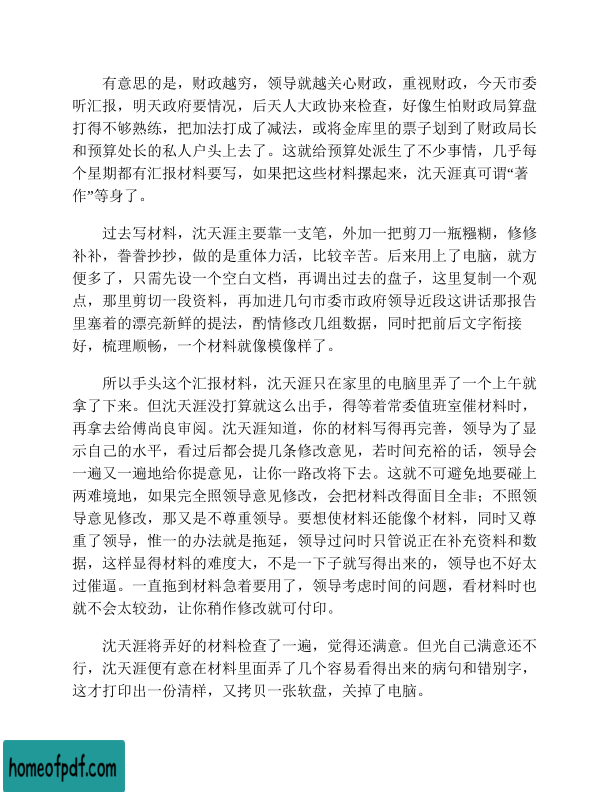 有意思的是，财政越穷，领导就越关心财政，重视财政，今天市委
听汇报，明天政府要情况，后天人大政协来检查，好像生怕财政局算盘
打得不够熟练，把加法打成了减法，或将金库里的票子划到了财政局长
和预算处长的私人户头上去了。这就给预算处派生了不少事情，几乎每
个星期都有汇报材料要写，如果把这些材料摞起来，沈天涯真可谓“著
作”等身了。
过去写材料，沈天涯主要靠一支笔，外加一把剪刀一瓶糨糊，修修
补补，誊誊抄抄，做的是重体力活，比较辛苦。后来用上了电脑，就方
便多了，只需先设一个空白文档，再调出过去的盘子，这里复制一个观
点，那里剪切一段资料，再加进几句市委市政府领导近段这讲话那报告
里塞着的漂亮新鲜的提法，酌情修改几组数据，同时把前后文字衔接
好，梳理顺畅，一个材料就像模像样了。
所以手头这个汇报材料，沈天涯只在家里的电脑里弄了一个上午就
拿了下来。但沈天涯没打算就这么出手，得等着常委值班室催材料时，
再拿去给傅尚良审阅。沈天涯知道，你的材料写得再完善，领导为了显
示自己的水平，看过后都会提几条修改意见，若时间充裕的话，领导会
一遍又一遍地给你提意见，让你一路改将下去。这就不可避免地要碰上
两难境地，如果完全照领导意见修改，会把材料改得面目全非；不照领
导意见修改，那又是不尊重领导。要想使材料还能像个材料，同时又尊
重了领导，惟一的办法就是拖延，领导过问时只管说正在补充资料和数
据，这样显得材料的难度大，不是一下子就写得出来的，领导也不好太
过催逼。一直拖到材料急着要用了，领导考虑时间的问题，看材料时也
就不会太较劲，让你稍作修改就可付印。
沈天涯将弄好的材料检查了一遍，觉得还满意。但光自己满意还不
行，沈天涯便有意在材料里面弄了几个容易看得出来的病句和错别字，
这才打印出一份清样，又拷贝一张软盘，关掉了电脑。
homeofpdf.com